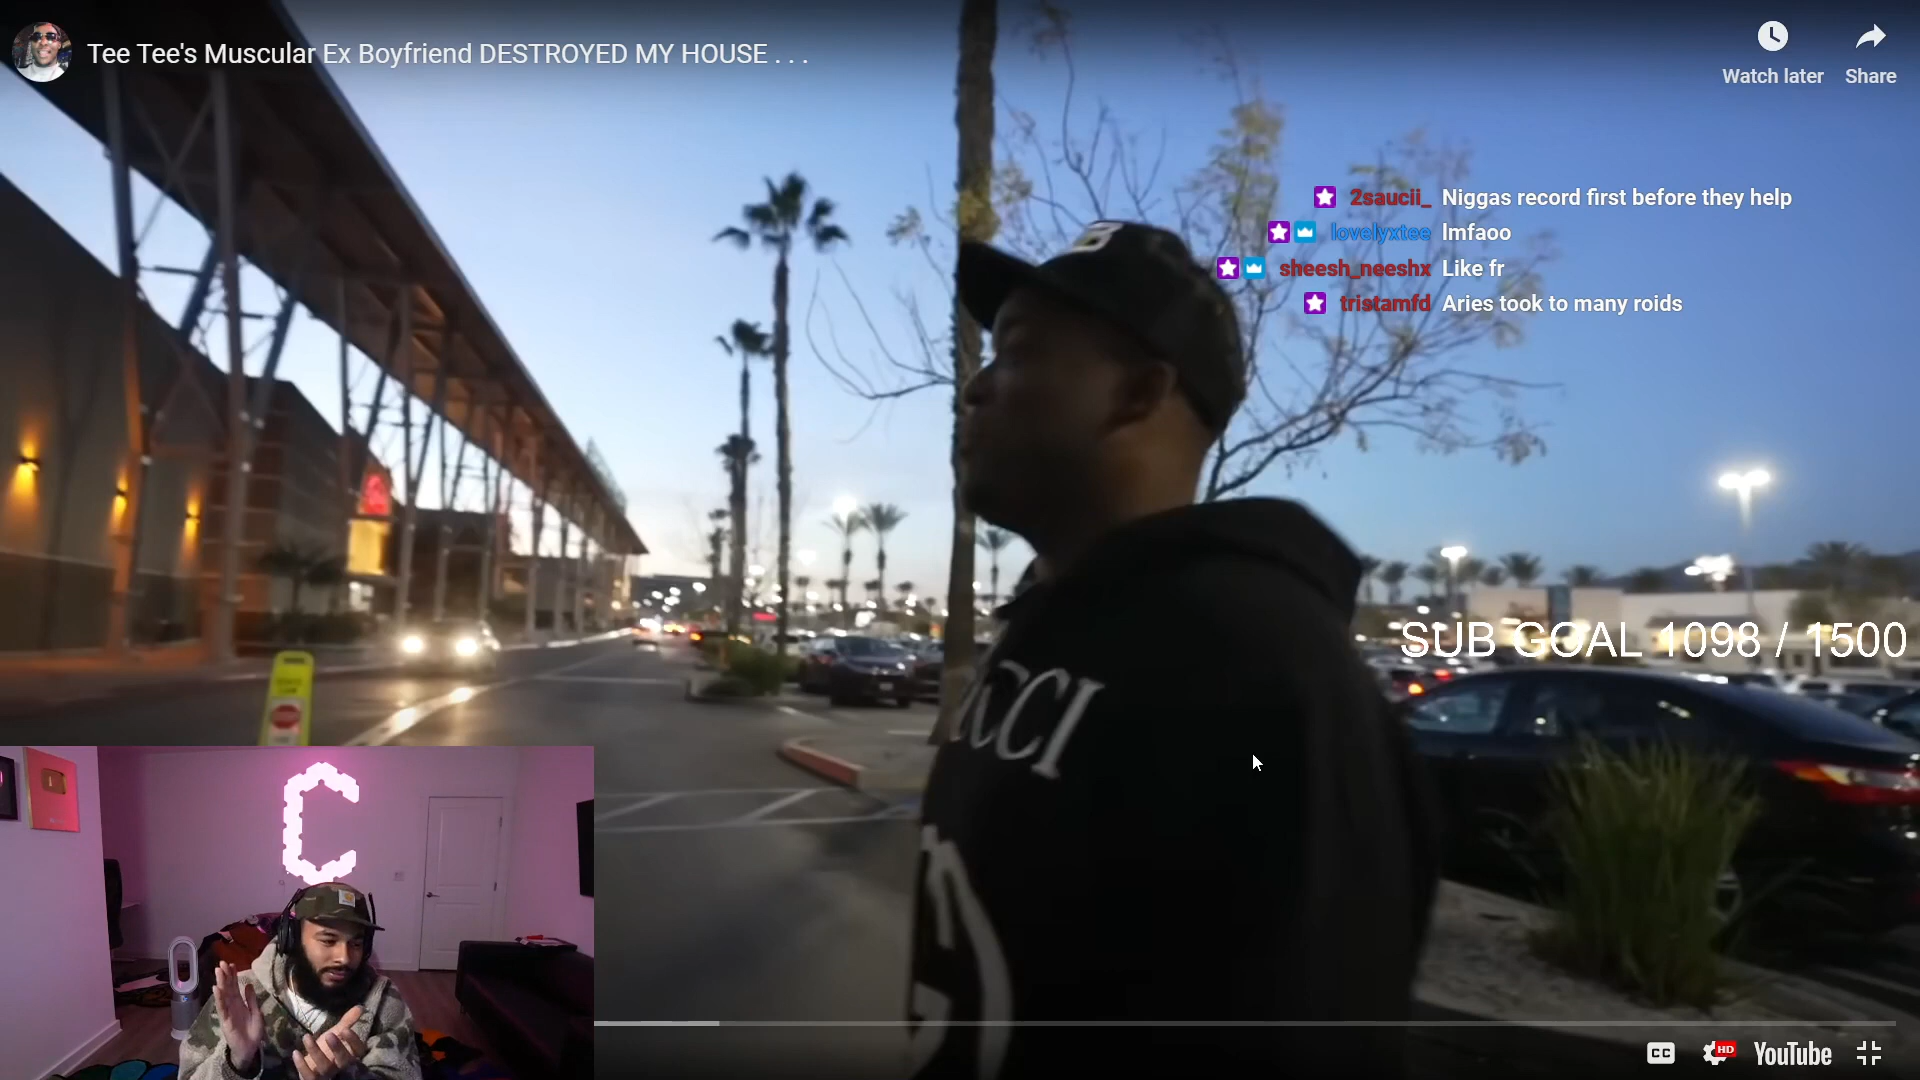 Tee Tee's Muscular Ex Boyfriend DESTROYED MY HOUSE . . .
Watch later
Share
2saucii_ Niggas record first before they help
lovelyxtee lmfaoo
sheesh_neeshx Like fr
tristamfd Aries took to many roids
SUB GOAL 1098 / 1500
CCI
C
CC
HD
YouTube